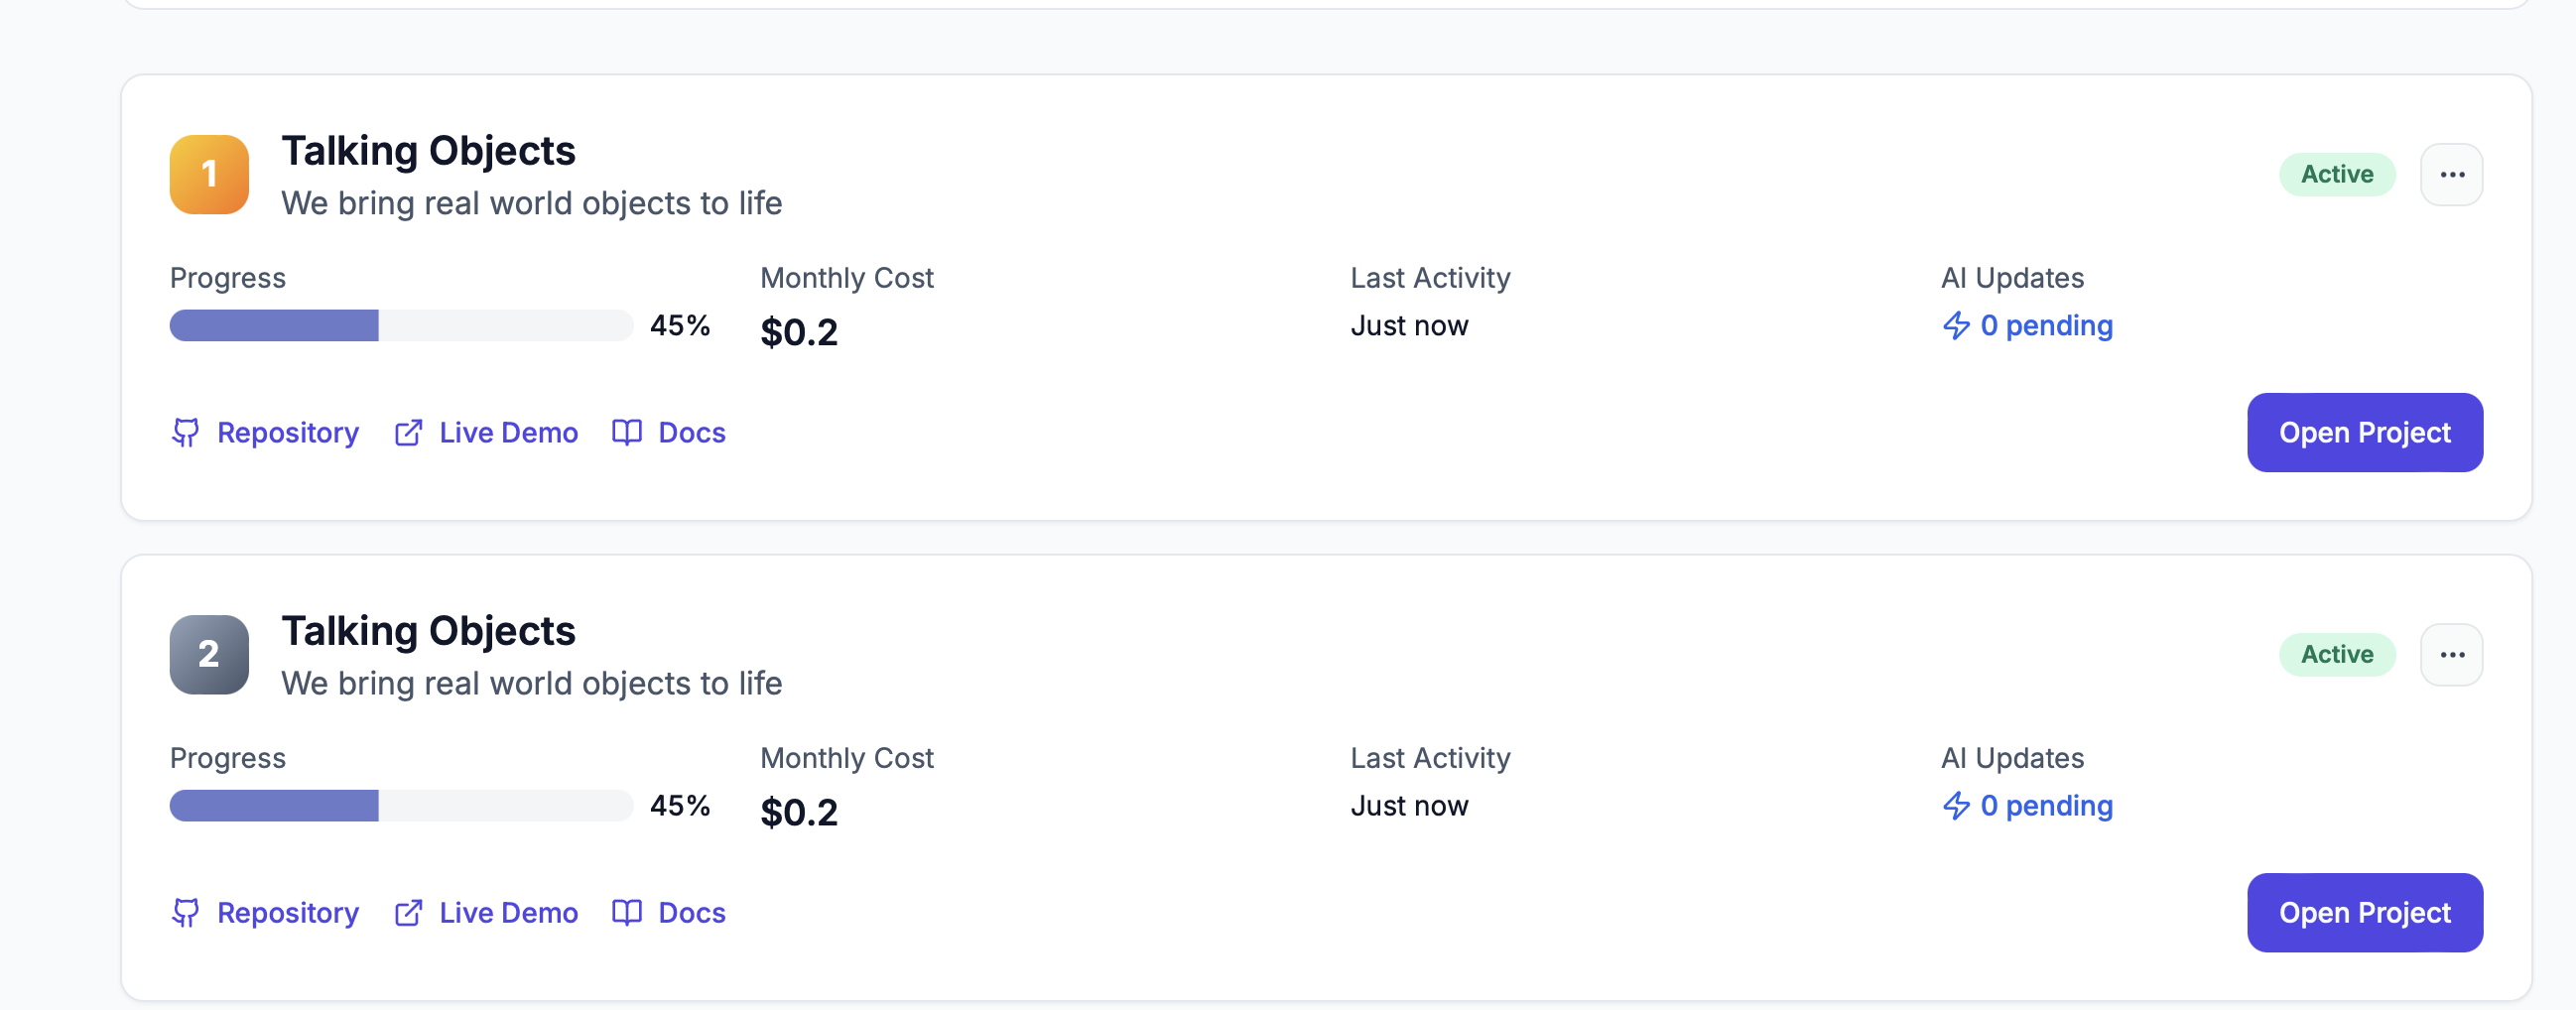 1
Talking Objects
We bring real world objects to life
Active
Progress
45%
Monthly Cost
$0.2
Last Activity
Just now
AI Updates
0 pending
Repository
Live Demo
Docs
Open Project
2
Talking Objects
We bring real world objects to life
Active
Progress
45%
Monthly Cost
$0.2
Last Activity
Just now
AI Updates
0 pending
Repository
Live Demo
Docs
Open Project